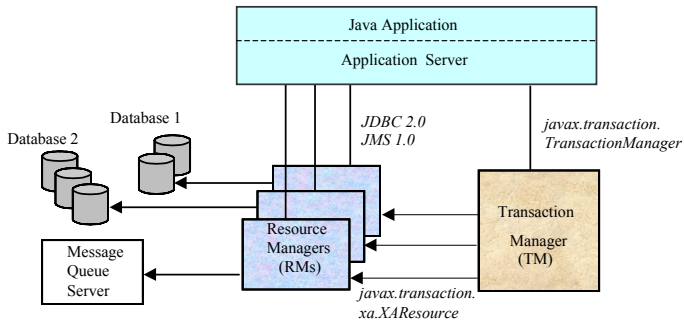 Java Application
Application Server
JDBC 2.0
JMS 1.0
javax.transaction.
TransactionManager
Database 1
Database 2
Resource
Managers
(RMs)
Transaction
Manager
(TM)
Message
Queue
Server
javax.transaction.
xa.XAResource